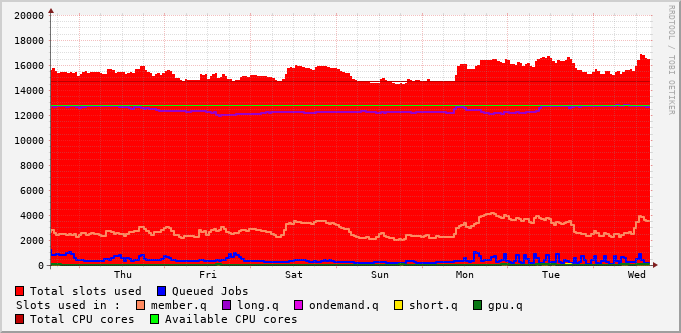 20000
18000
16000
14000
12000
10000
8000
6000
4000
2000
0
Thu Fri Sat Sun Mon Tue Wed
Total slots used Queued Jobs
Slots used in : member.q long.q ondemand.q short.q gpu.q
Total CPU cores Available CPU cores
RRDTOOL / TOBI OETIKER